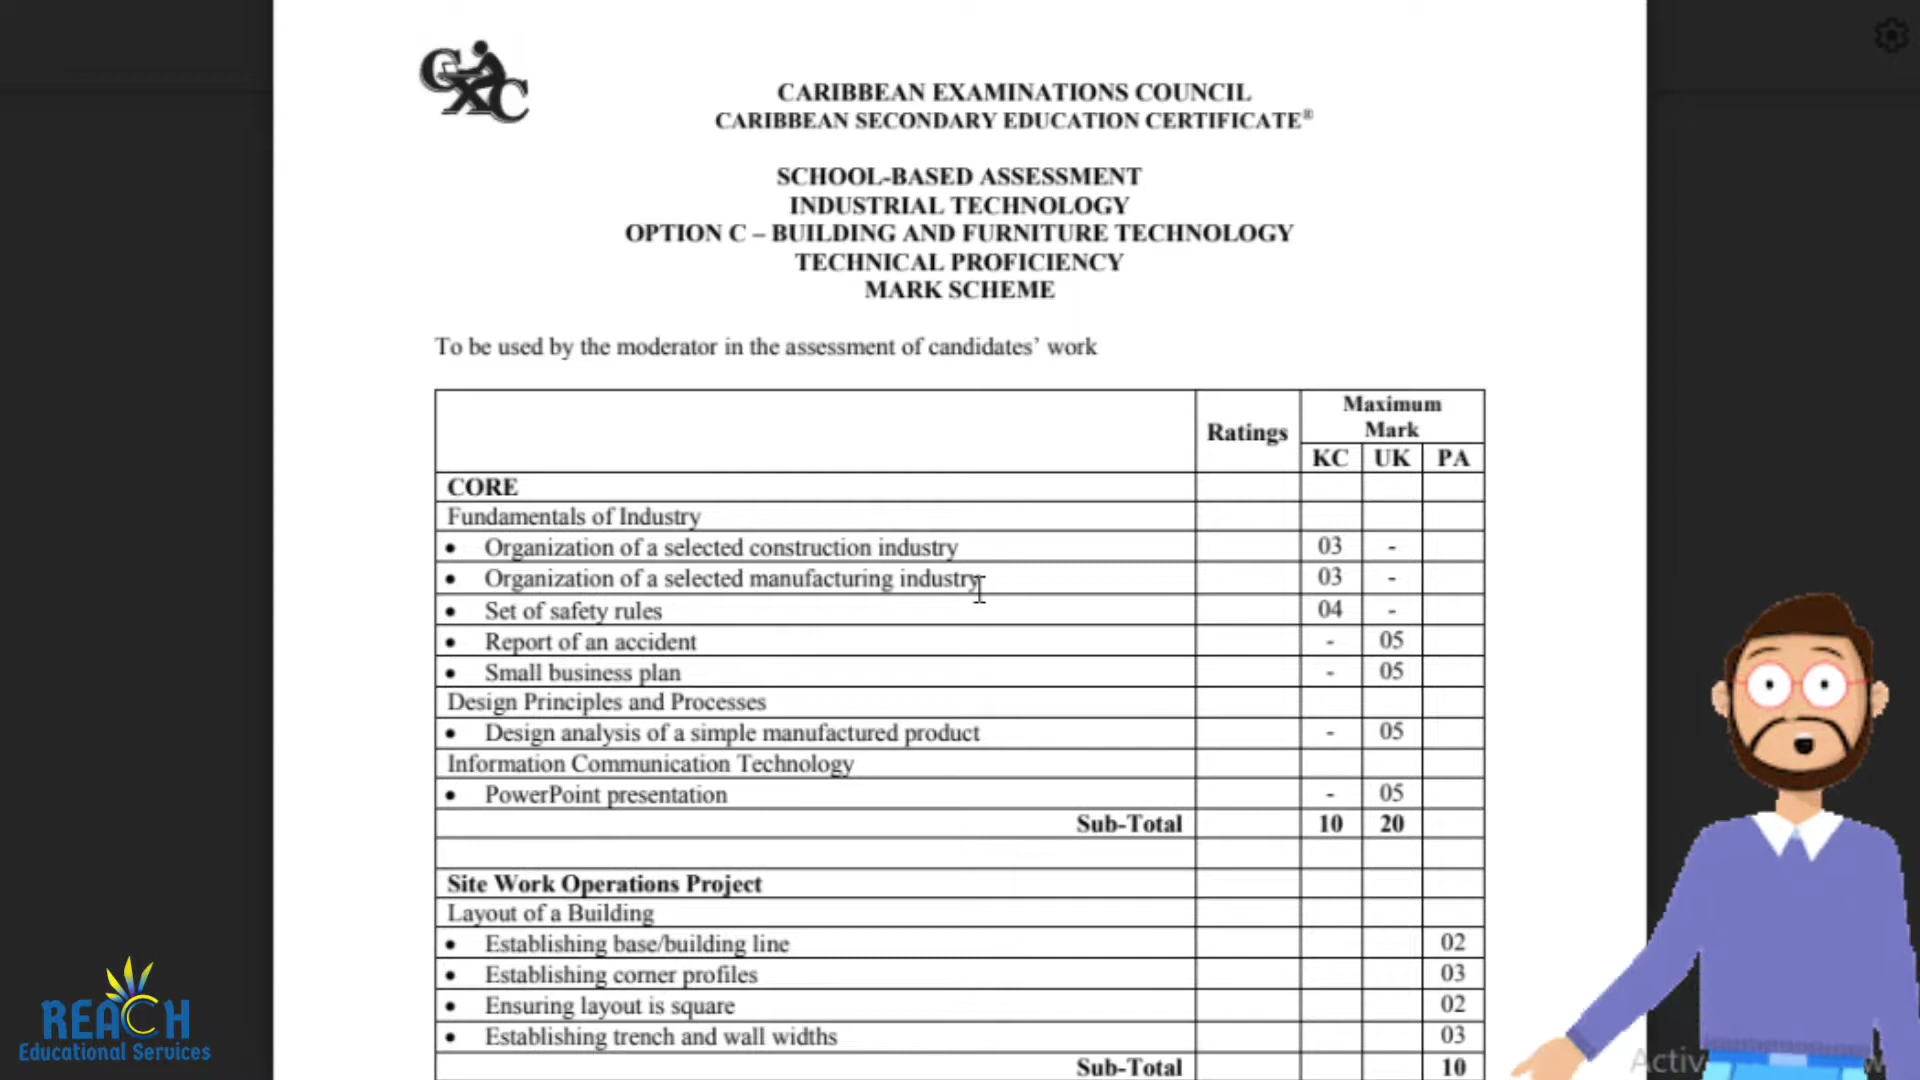 CXC
CARIBBEAN EXAMINATIONS COUNCIL
CARIBBEAN SECONDARY EDUCATION CERTIFICATE®
SCHOOL-BASED ASSESSMENT
INDUSTRIAL TECHNOLOGY
OPTION C – BUILDING AND FURNITURE TECHNOLOGY
TECHNICAL PROFICIENCY
MARK SCHEME
To be used by the moderator in the assessment of candidates’ work
Ratings Maximum Mark
KC UK PA
CORE
Fundamentals of Industry
• Organization of a selected construction industry 03 -
• Organization of a selected manufacturing industry 03 -
• Set of safety rules 04 -
• Report of an accident - 05
• Small business plan - 05
Design Principles and Processes
• Design analysis of a simple manufactured product - 05
Information Communication Technology
• PowerPoint presentation - 05
Sub-Total 10 20
Site Work Operations Project
Layout of a Building
• Establishing base/building line 02
• Establishing corner profiles 03
• Ensuring layout is square 02
• Establishing trench and wall widths 03
Sub-Total 10
REACH
Educational Services